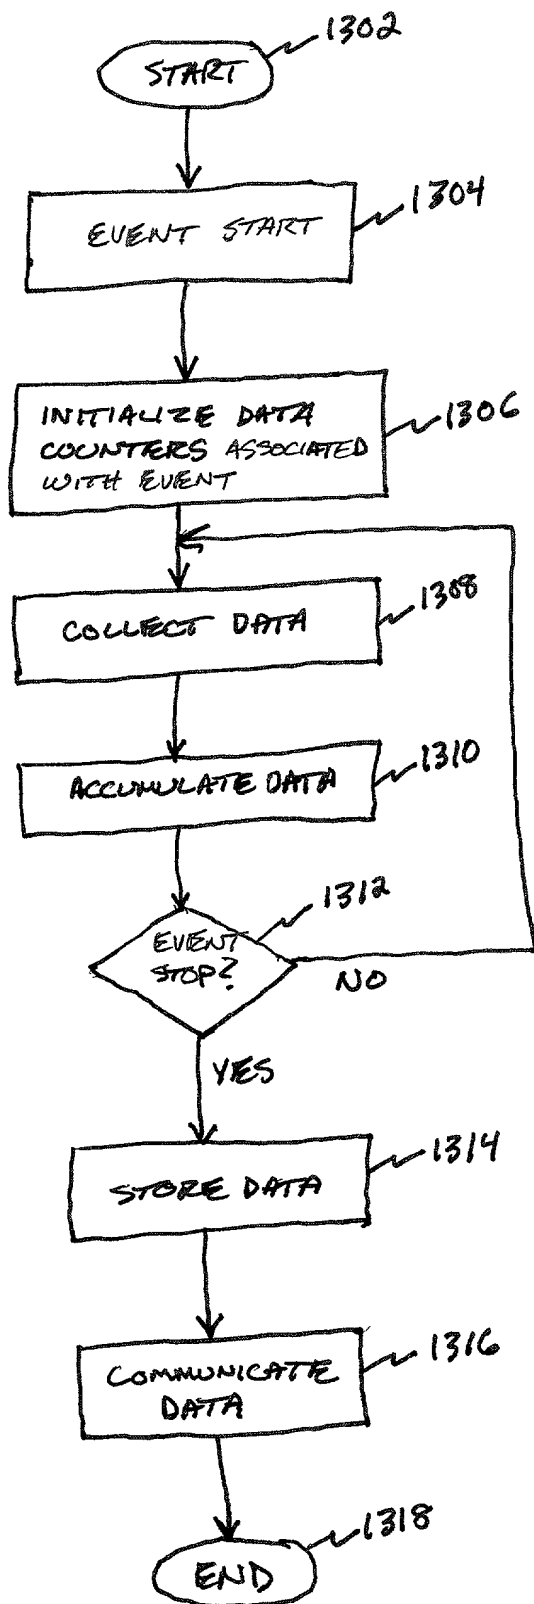 1302
START
1304
EVENT START
1306
INITIALIZE DATA
COUNTERS ASSOCIATED
WITH EVENT
1308
COLLECT DATA
1310
ACCUMULATE DATA
1312
EVENT
STOP?
NO
YES
1314
STORE DATA
1316
COMMUNICATE
DATA
1318
END